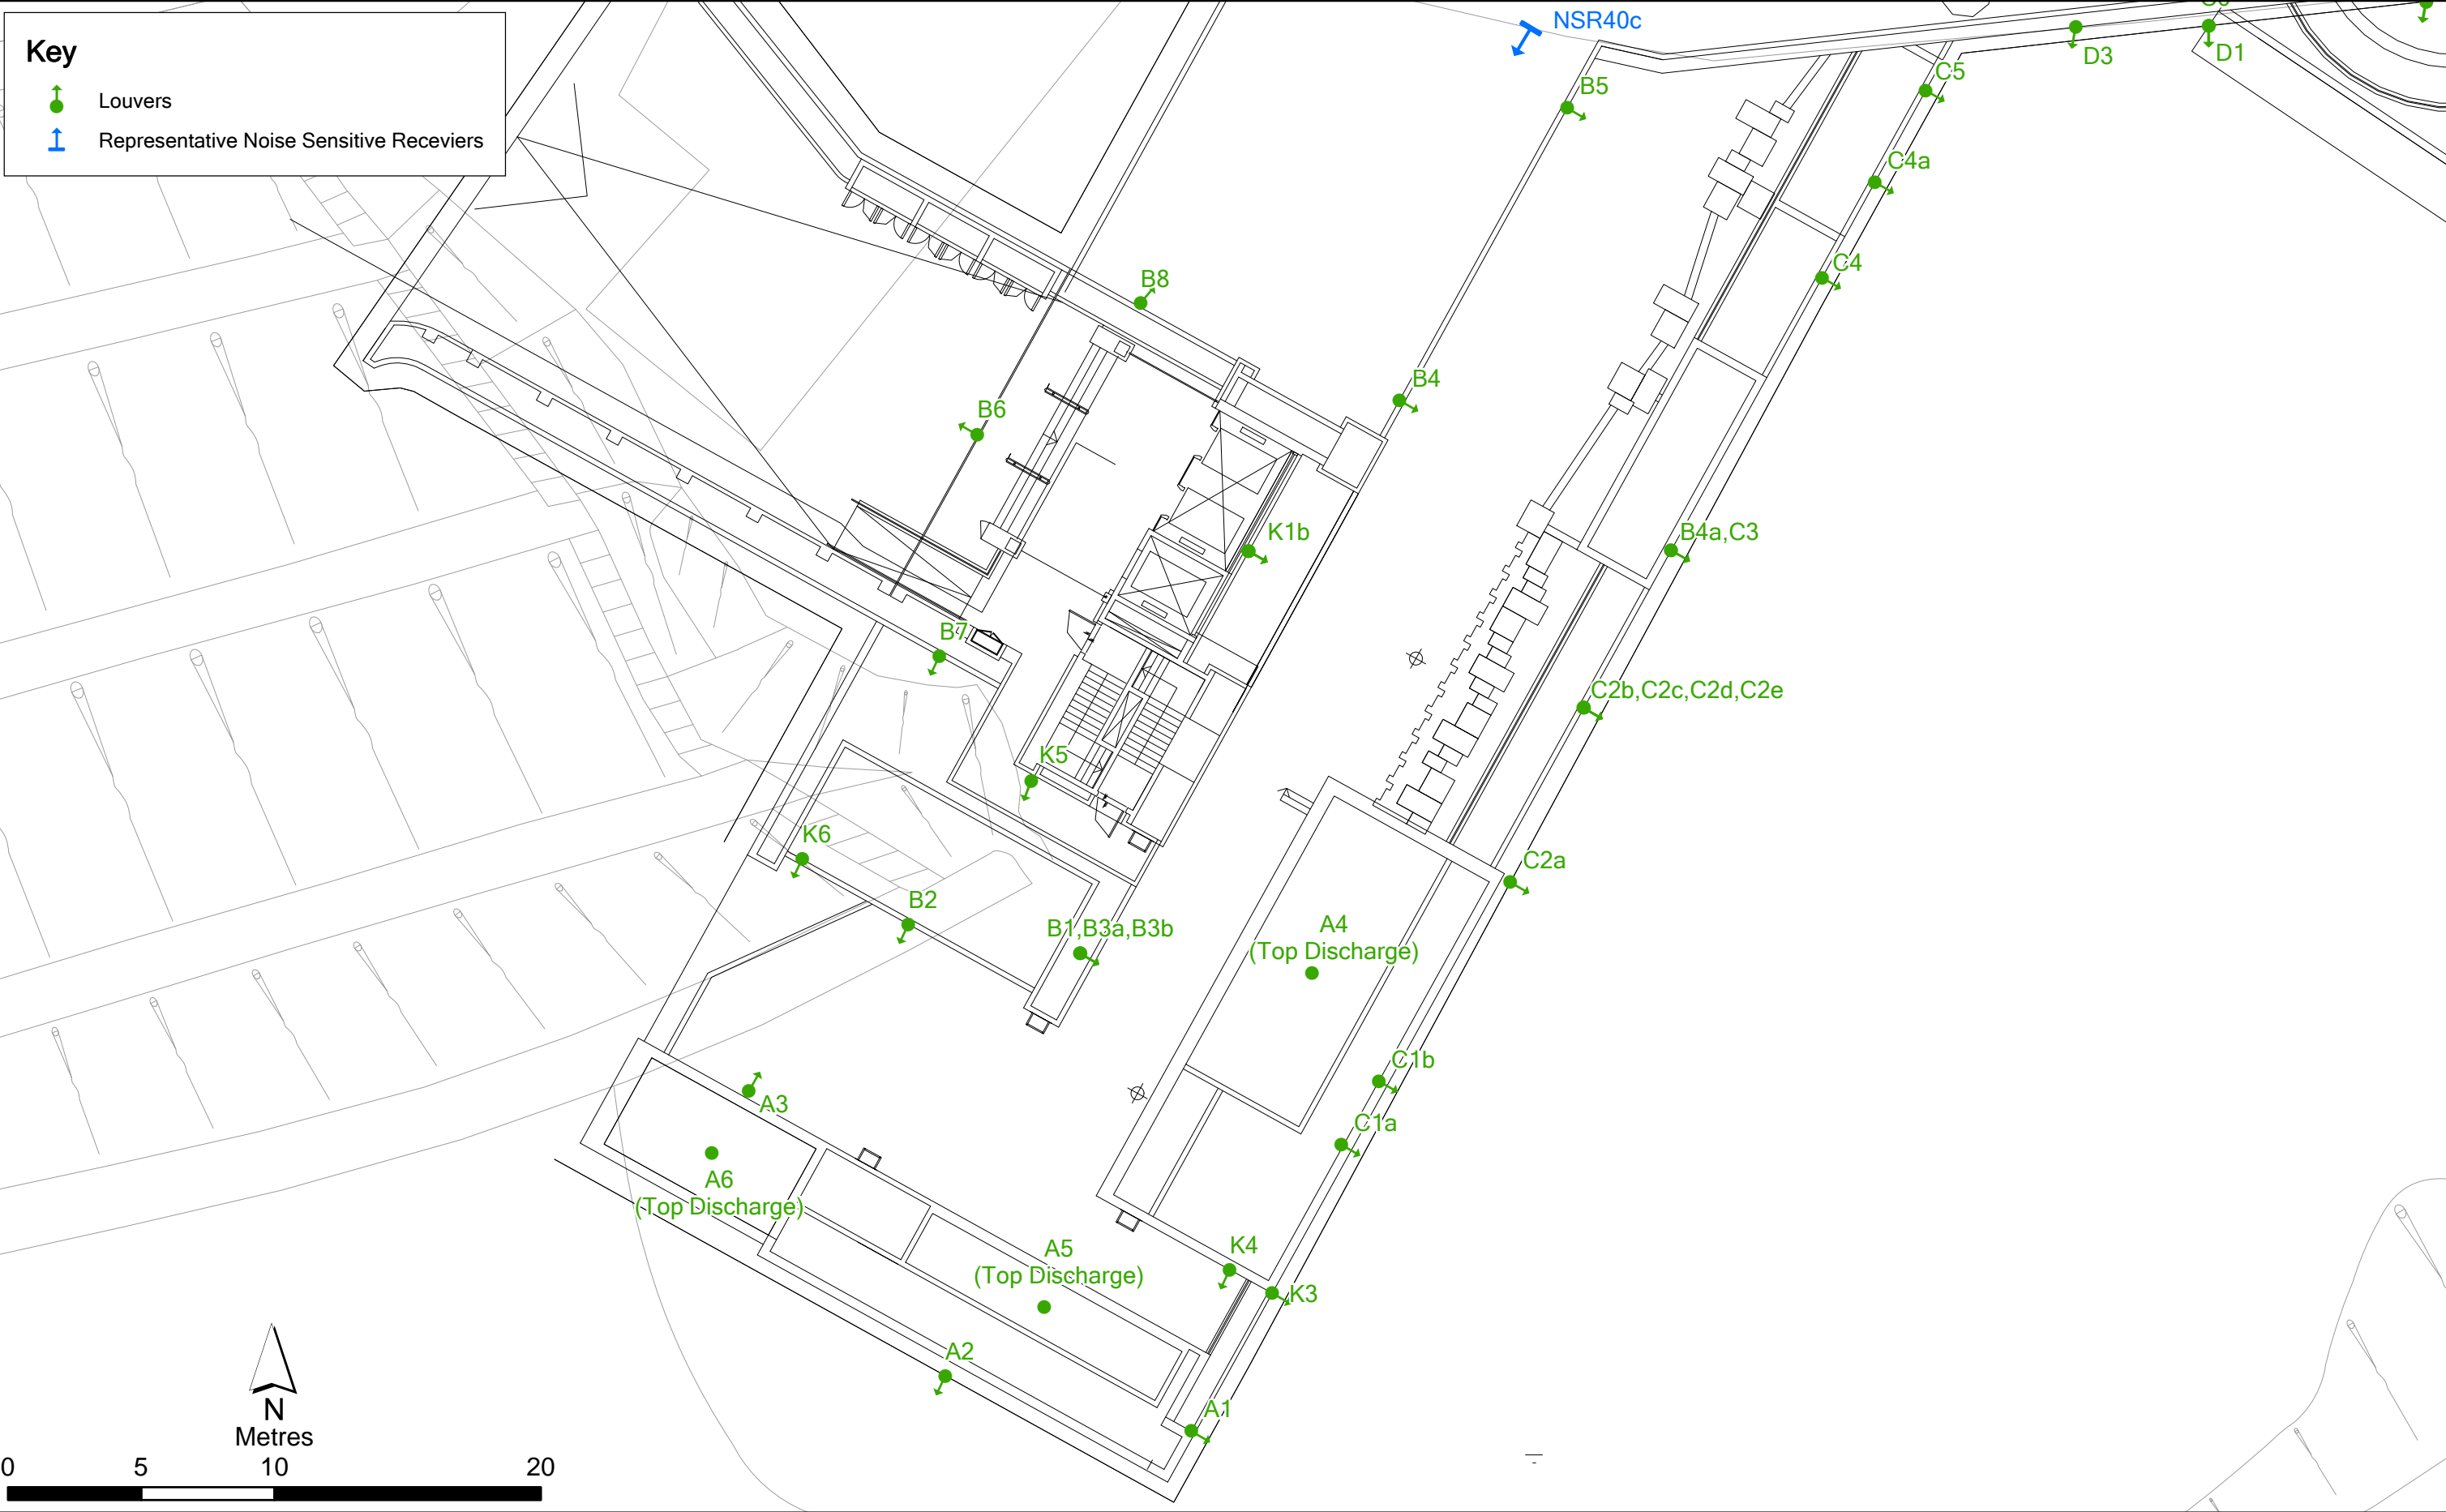 Key
Louvers
Representative Noise Sensitive Receviers
NSR40c
D3
D1
C5
B5
C4a
C4
B8
B4
B6
K1b
B4a,C3
B7
C2b,C2c,C2d,C2e
K5
K6
C2a
B2
B1,B3a,B3b
A4
(Top Discharge)
C1b
A3
C1a
A6
(Top Discharge)
K4
A5
(Top Discharge)
K3
A2
A1
N
Metres
0 5 10 20